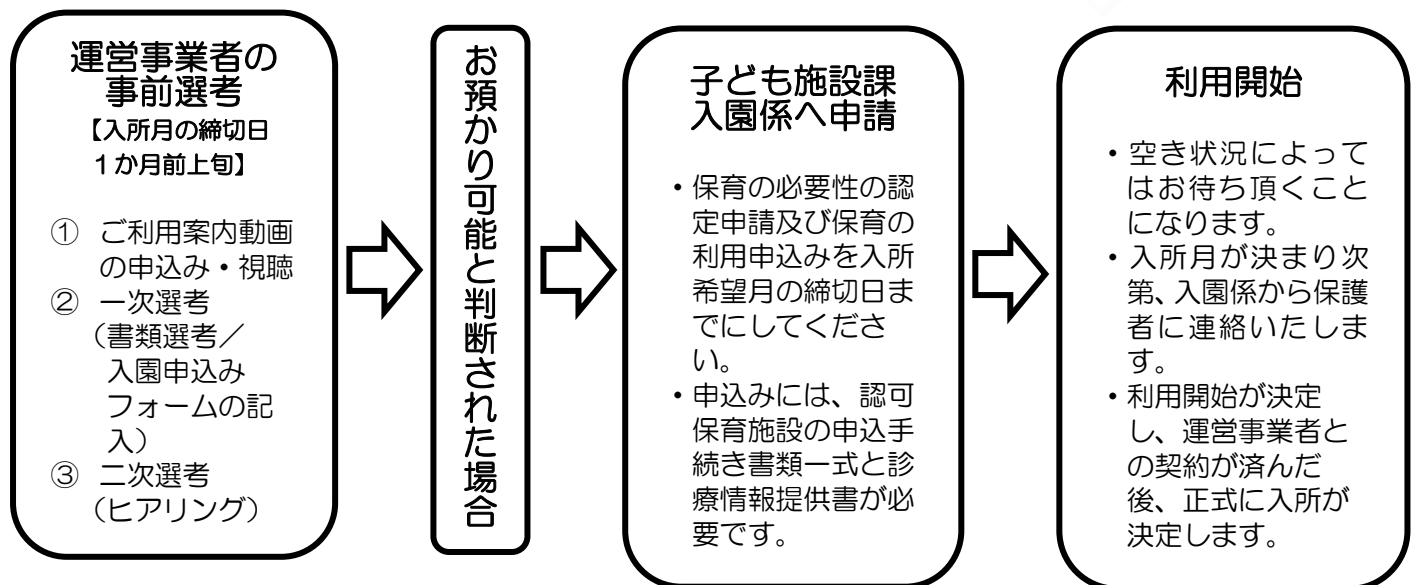 運営事業者の
事前選考
【入所月の締切日
１か月前上旬】
① ご利用案内動画
の申込み・視聴
② 一次選考
（書類選考／
入園申込み
フォームの記
入）
③ 二次選考
（ヒアリング）
お預かり可能と判断された場合
子ども施設課
入園係へ申請
・保育の必要性の認
定申請及び保育の
利用申込みを入所
希望月の締切日ま
でにしてくださ
い。
・申込みには、認可
保育施設の申込手
続き書類一式と診
療情報提供書が必
要です。
利用開始
・空き状況によって
はお待ち頂くこと
になります。
・入所月が決まり次
第、入園係から保護
者に連絡いたしま
す。
・利用開始が決定
し、運営事業者と
の契約が済んだ
後、正式に入所が
決定します。